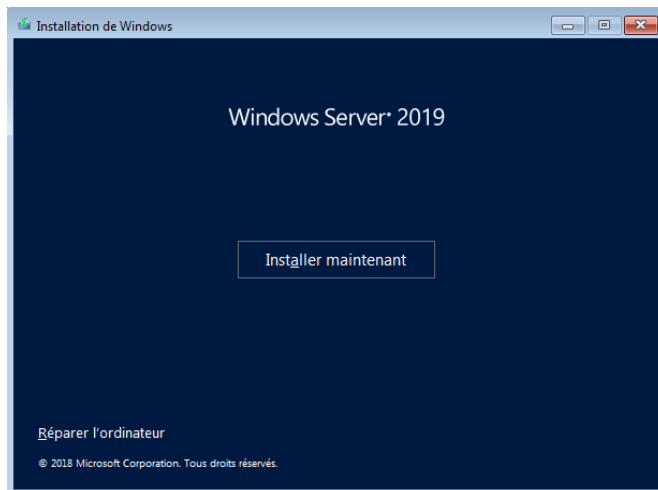 Installation de Windows
Windows Server® 2019
Installer maintenant
Réparer l'ordinateur
© 2018 Microsoft Corporation. Tous droits réservés.